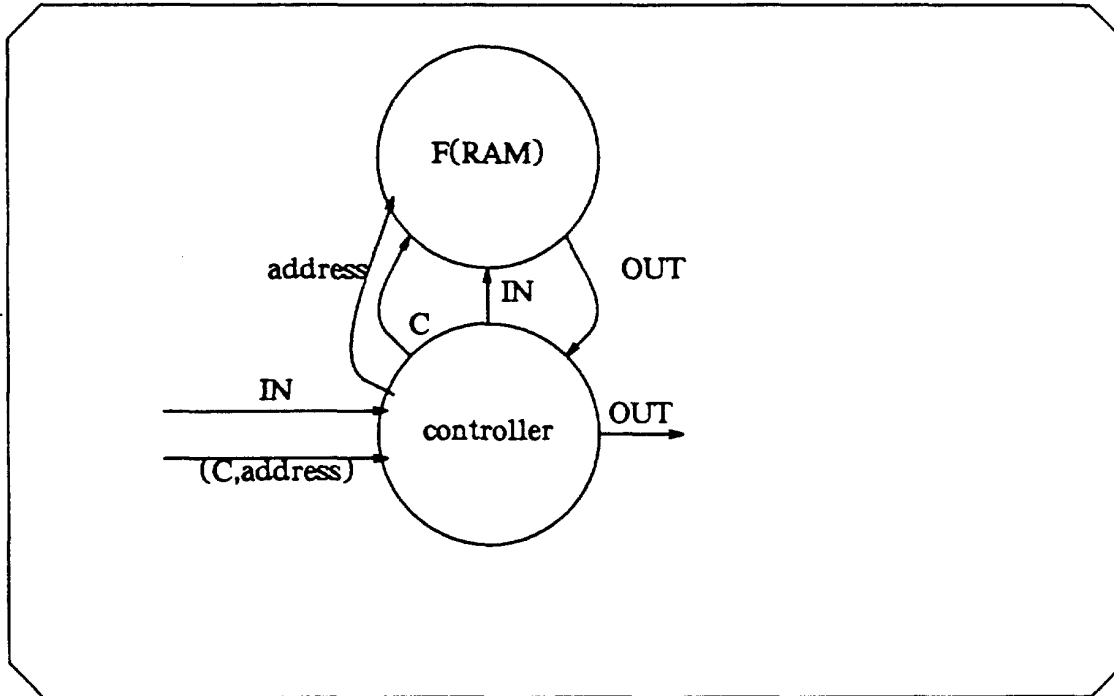 F(RAM)
address
OUT
IN
C
IN
OUT
controller
(C,address)